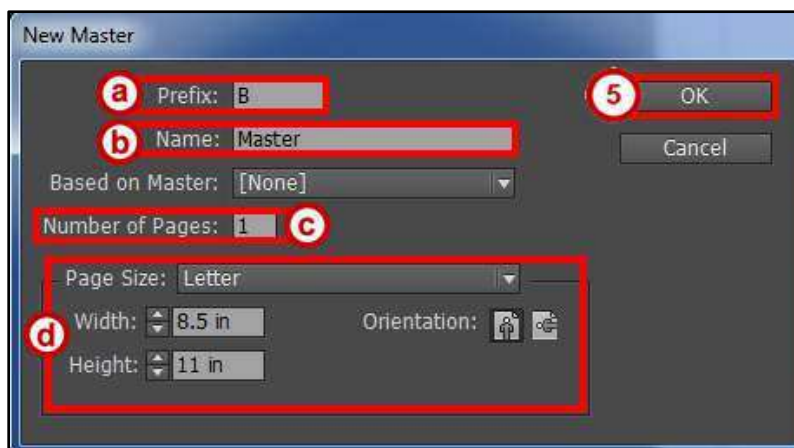 New Master
a Prefix: B 5 OK
b Name: Master Cancel
Based on Master: [None]
Number of Pages: 1 c
Page Size: Letter
d Width: 8.5 in Orientation:
Height: 11 in